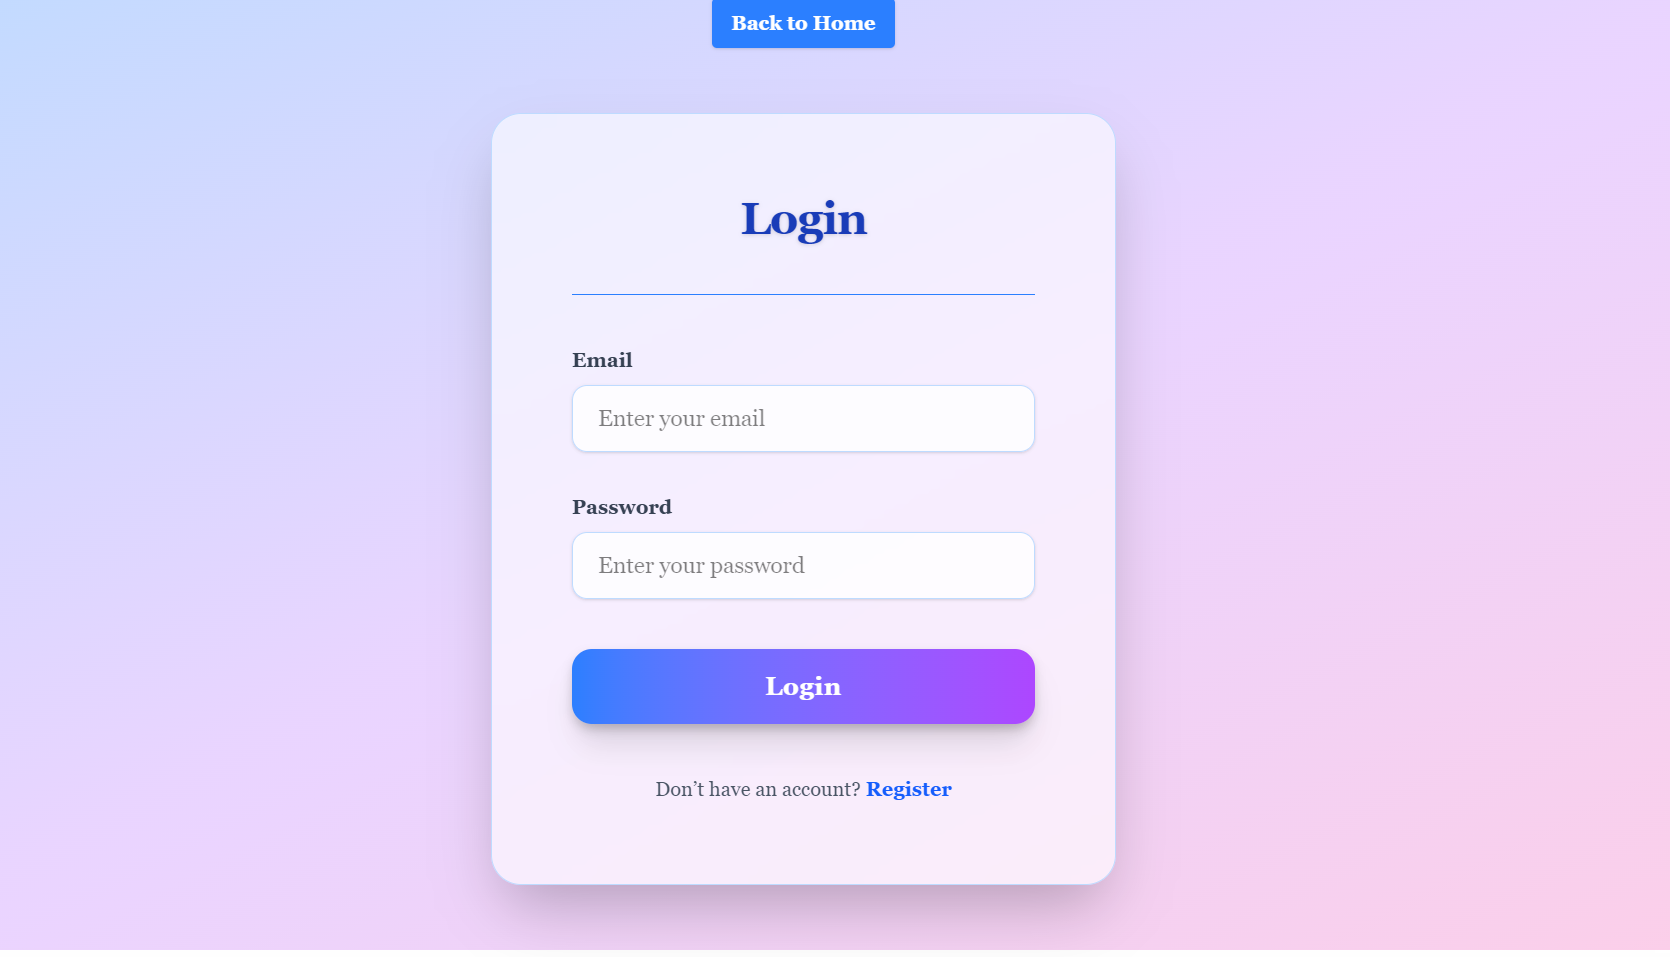 Back to Home
Login
Email
Enter your email
Password
Enter your password
Login
Don’t have an account? Register